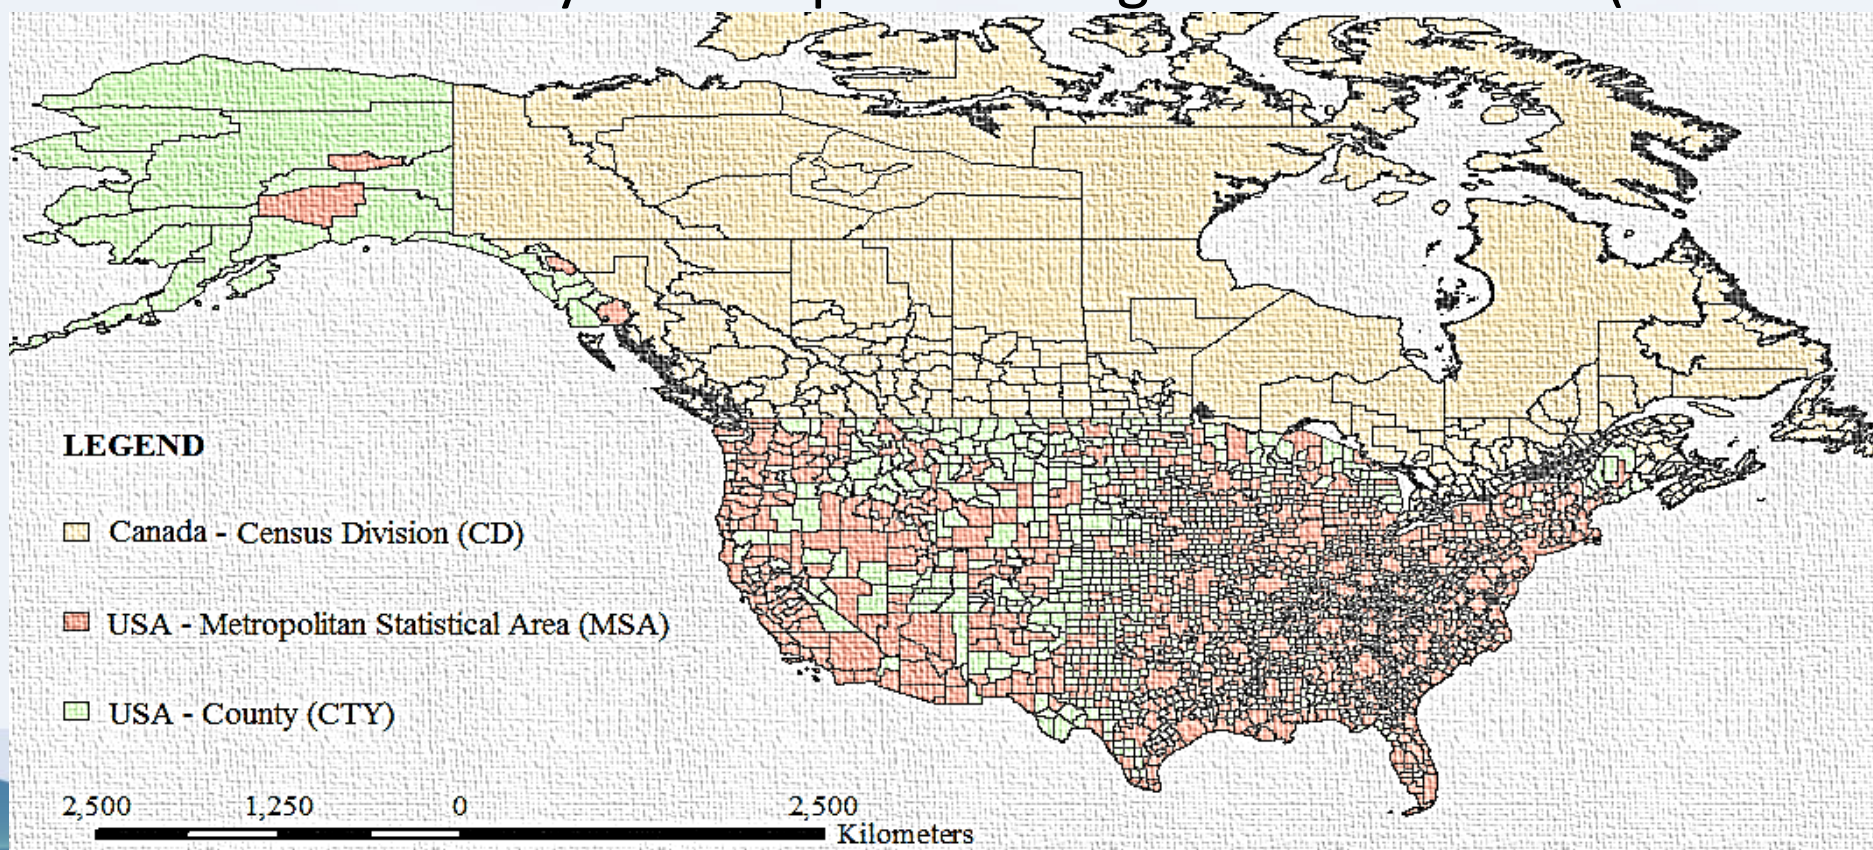 LEGEND
Canada - Census Division (CD)
USA - Metropolitan Statistical Area (MSA)
USA - County (CTY)
2,500 1,250 0 2,500
Kilometers